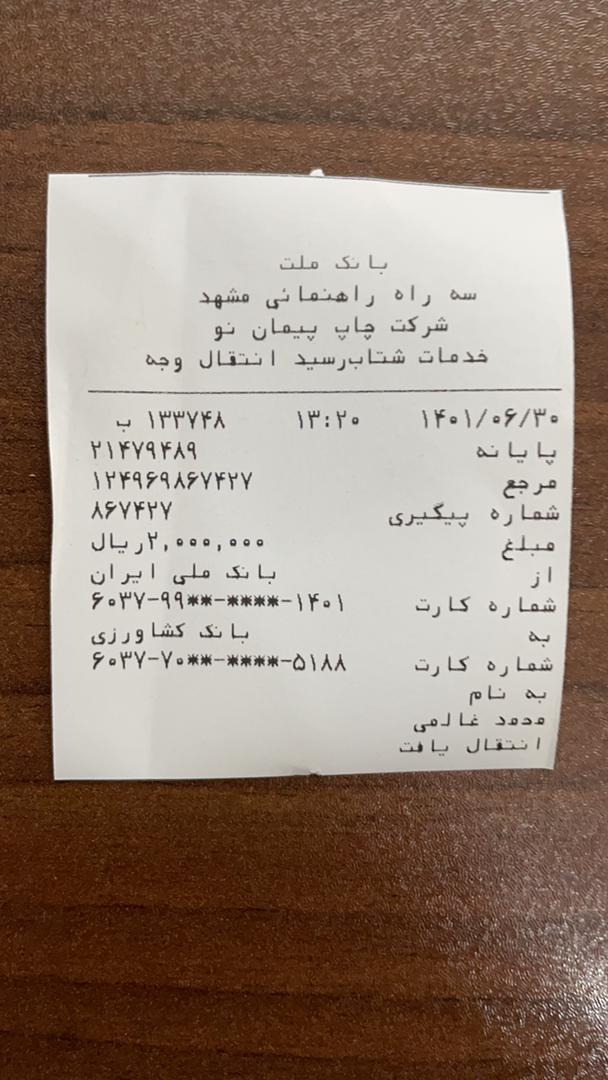 بانک ملت
سه راه راهنمائی مشهد
شرکت چاپ پیمان نو
خدمات شتاب‌رسید انتقال وجه
۱۴۰۱/۰۶/۳۰ ۱۳:۲۰ ۱۳۳۷۴۸ ب
پایانه ۲۱۴۷۹۴۸۹
مرجع ۱۲۴۹۶۹۸۶۷۴۲۷
شماره پیگیری ۸۶۷۴۲۷
مبلغ ۲,۰۰۰,۰۰۰ریال
از بانک ملی ایران
شماره کارت ۶۰۳۷-۹۹**-****-۱۴۰۱
به بانک کشاورزی
شماره کارت ۶۰۳۷-۷۰**-****-۵۱۸۸
به نام
محمد غالمی
انتقال یافت